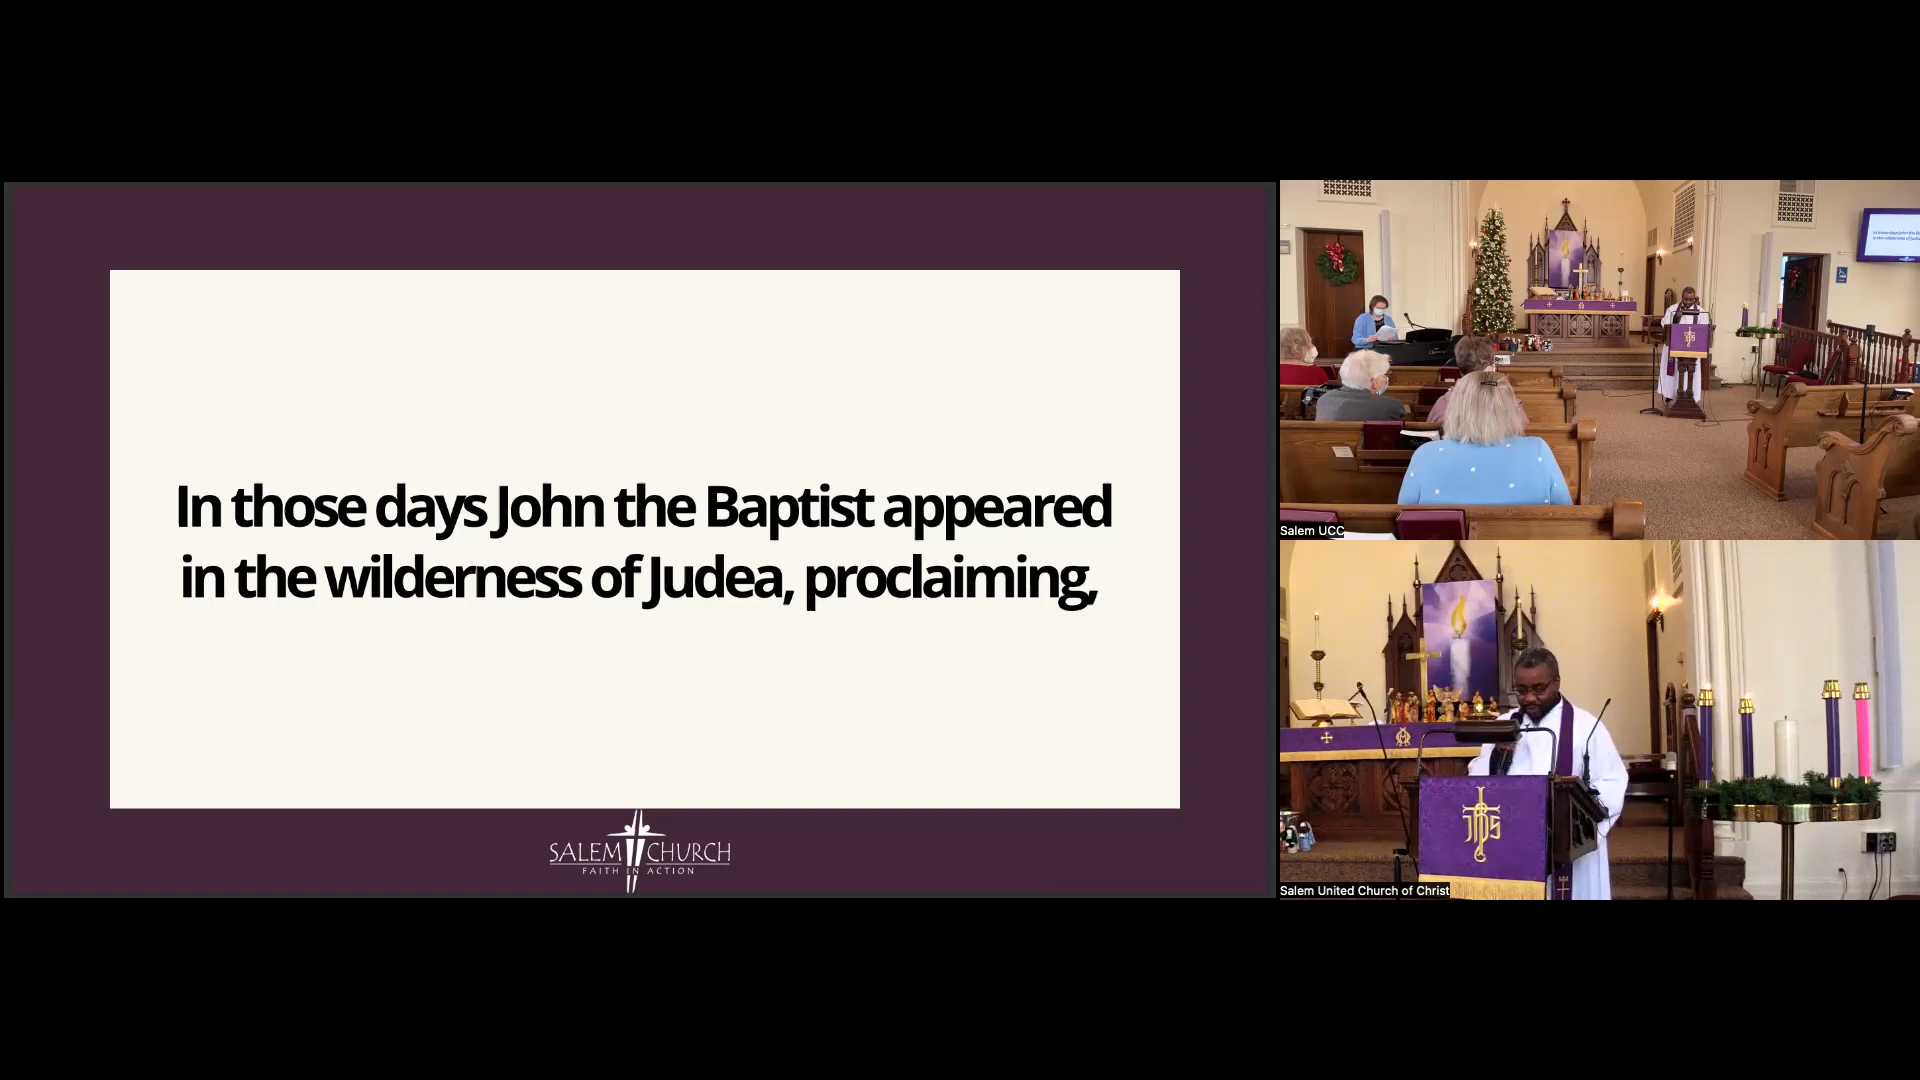 In those days John the Baptist appeared
in the wilderness of Judea, proclaiming,
SALEM CHURCH
FAITH IN ACTION
Salem UCC
Salem United Church of Christ